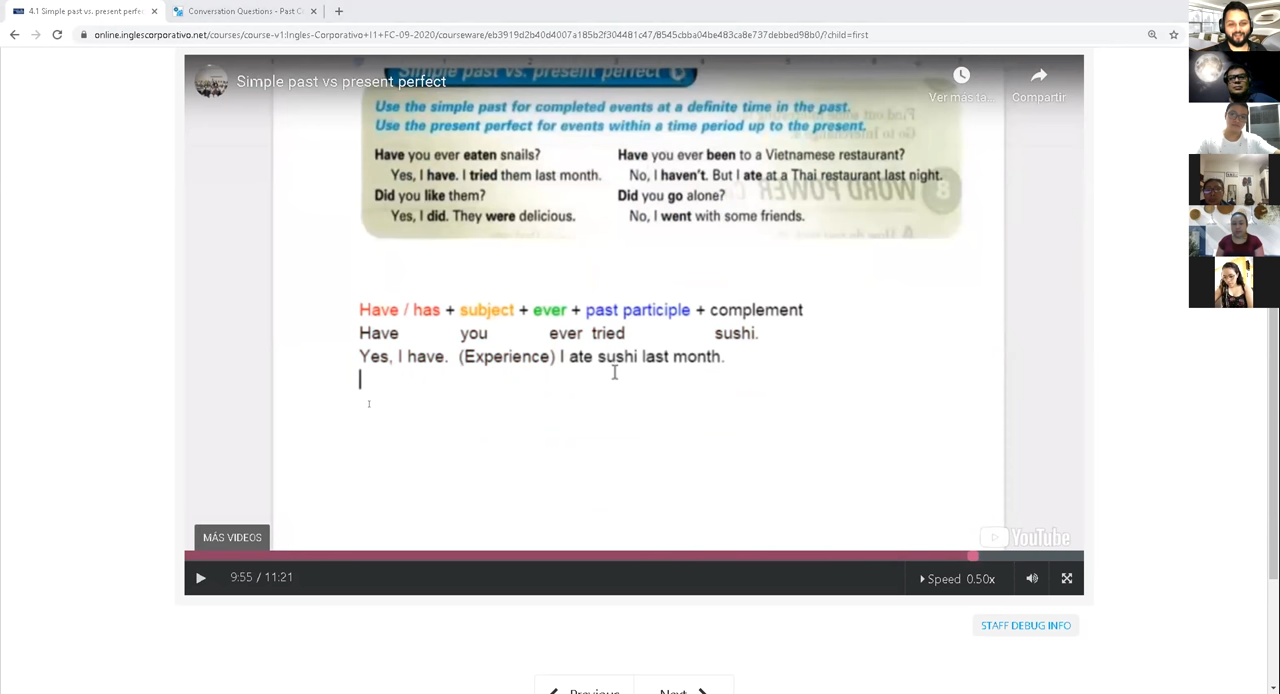 4.1 Simple past vs. present perfe
Conversation Questions - Past C
online.inglescorporativo.net/courses/course-v1:Ingles-Corporativo+I1+FC-09-2020/courseware/
Simple past vs present perfect
Ver más ta...
Compartir
Simple past vs. present perfect
Use the simple past for completed events at a definite time in the past.
Use the present perfect for events within a time period up to the present.
Have you ever eaten snails?
Yes, I have. I tried them last month.
Did you like them?
Yes, I did. They were delicious.
Have you ever been to a Vietnamese restaurant?
No, I haven't. But I ate at a Thai restaurant last night.
Did you go alone?
No, I went with some friends.
WORD POWER
8
Have / has + subject + ever + past participle + complement
Have you ever tried sushi.
Yes, I have. (Experience) I ate sushi last month.
MÁS VIDEOS
YouTube
9:55 / 11:21
Speed 0.50x
STAFF DEBUG INFO
Previous
Next